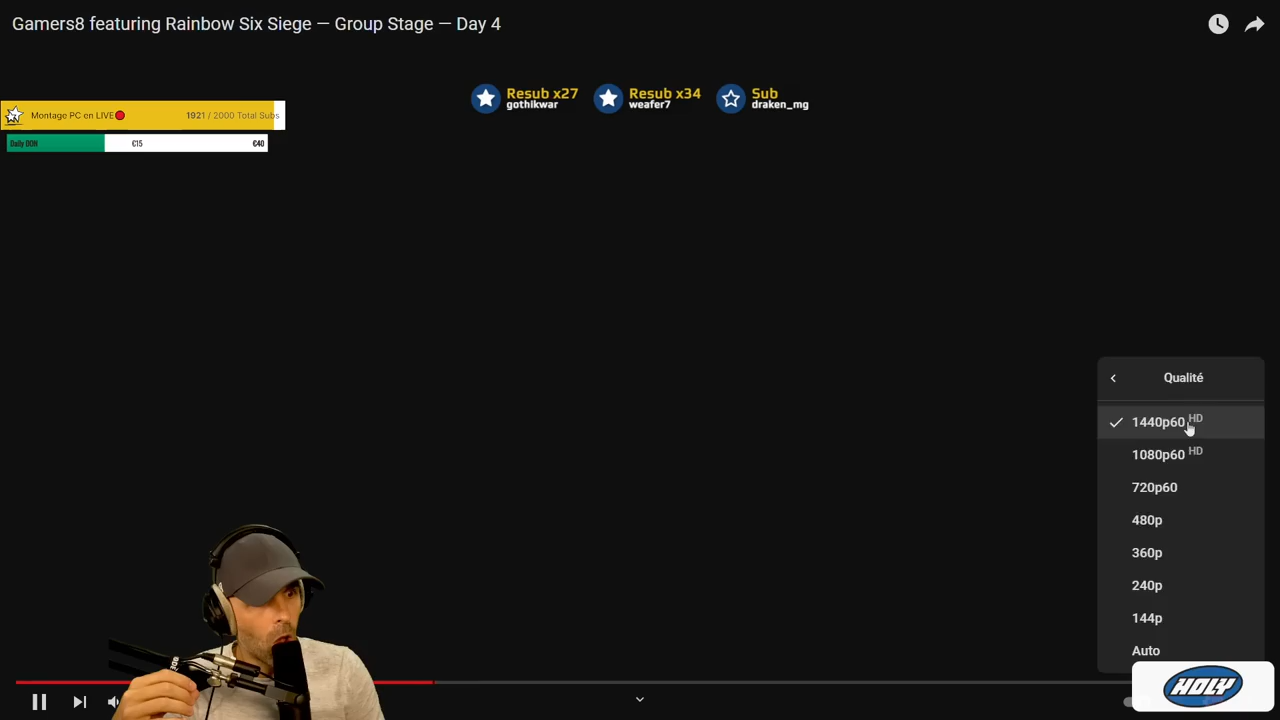 Gamers8 featuring Rainbow Six Siege — Group Stage — Day 4
Resub x27
gothikwar
Resub x34
weafer7
Sub
draken_mg
Montage PC en LIVE🔴 1921 / 2000 Total Subs
Daily DON €15 €40
Qualité
1440p60 HD
1080p60 HD
720p60
480p
360p
240p
144p
Auto
HOLY